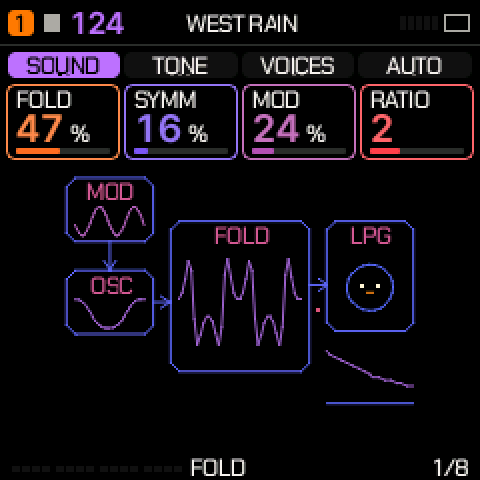 1 124 WEST RAIN
SOUND TONE VOICES AUTO
FOLD SYMM MOD RATIO
47 % 16 % 24 % 2
MOD
FOLD LPG
OSC
FOLD 1/8